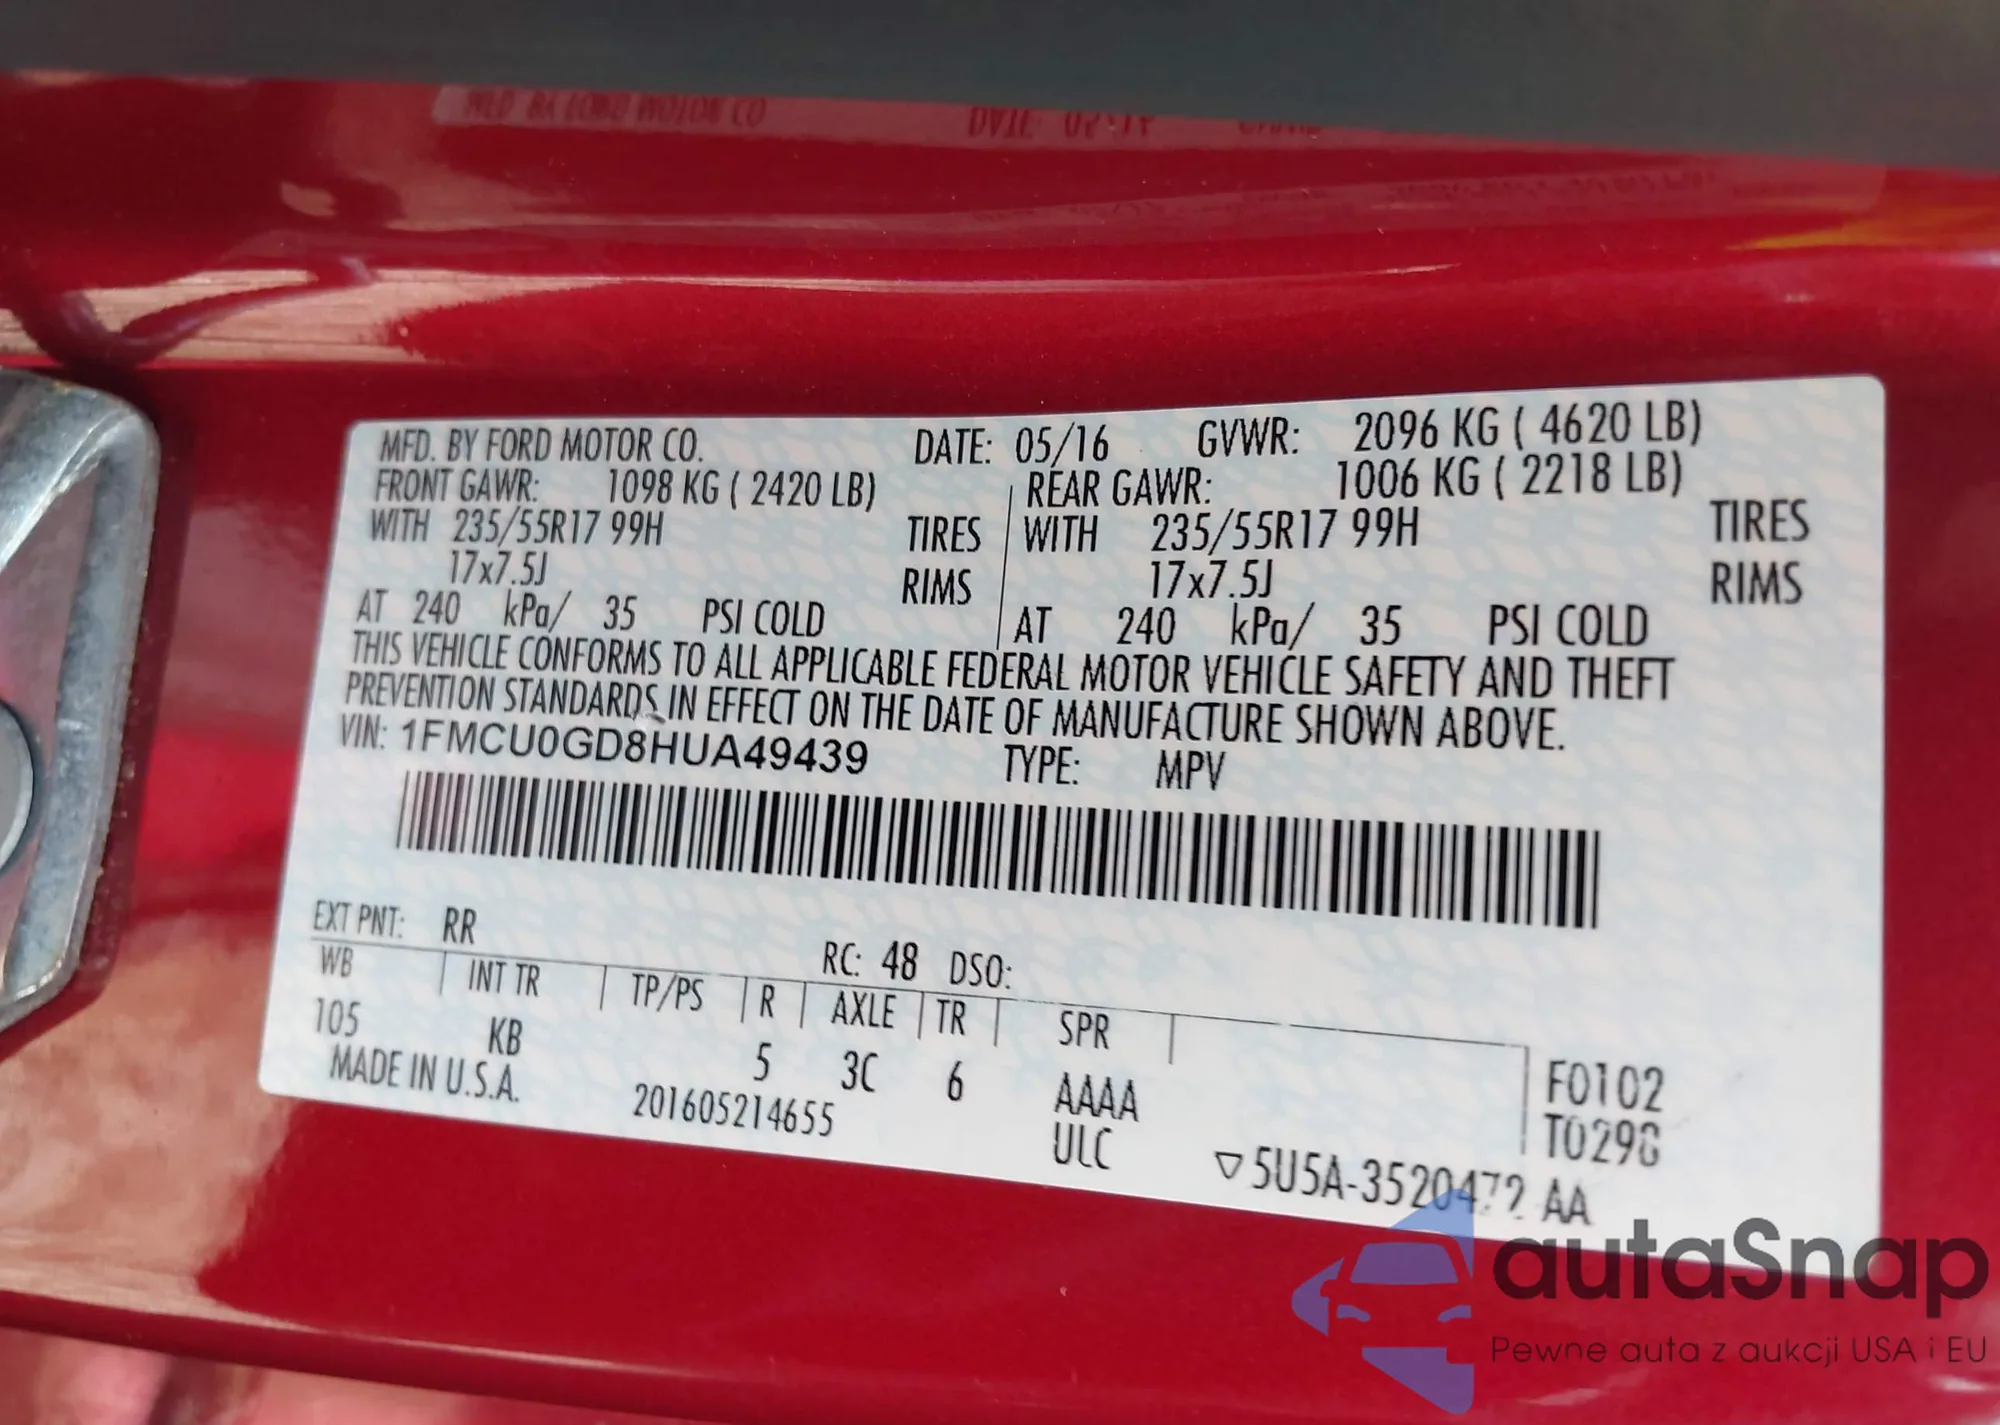 MFD. BY FORD MOTOR CO. DATE: 05/16 GVWR: 2096 KG ( 4620 LB)
FRONT GAWR: 1098 KG ( 2420 LB) REAR GAWR: 1006 KG ( 2218 LB)
WITH 235/55R17 99H TIRES WITH 235/55R17 99H TIRES
17x7.5J RIMS 17x7.5J RIMS
AT 240 kPa/ 35 PSI COLD AT 240 kPa/ 35 PSI COLD
THIS VEHICLE CONFORMS TO ALL APPLICABLE FEDERAL MOTOR VEHICLE SAFETY AND THEFT
PREVENTION STANDARDS IN EFFECT ON THE DATE OF MANUFACTURE SHOWN ABOVE.
VIN: 1FMCU0GD8HUA49439 TYPE: MPV
EXT PNT: RR RC: 48 DSO:
WB INT TR TP/PS R AXLE TR SPR
105 KB 5 3C 6 AAAA F0102
MADE IN U.S.A. 201605214655 ULC
▽5U5A-3520472 AA
autaSnap
Pewne auta z aukcji USA i EU